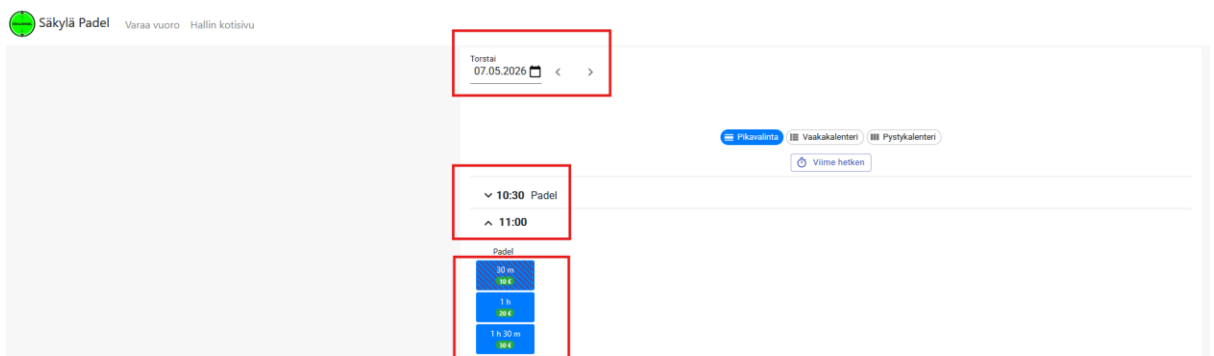 Säkylä Padel Varaa vuoro Hallin kotisivu
Torstai
07.05.2026
Pikavalinta Vaakakalenteri Pystykalenteri
Viime hetken
10:30 Padel
11:00
Padel
30 m
10 €
1 h
20 €
1 h 30 m
30 €